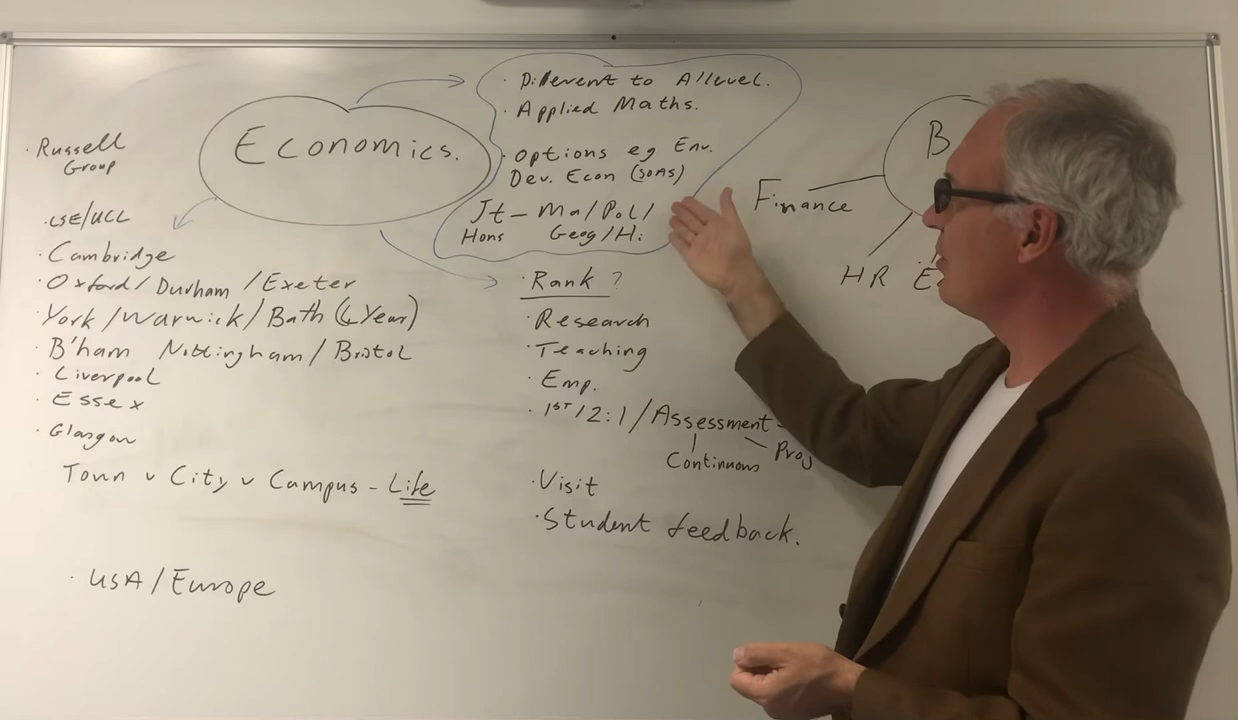 Economics.
· Russell
Group
· LSE/UCL
· Cambridge
· Oxford/Durham/Exeter
York/Warwick/Bath (4 Year)
· B'ham Nottingham/Bristol
· Liverpool
· Essex
· Glasgow
Town v City v Campus - Life
· USA/Europe
· Different to A level.
· Applied Maths.
· Options eg Env.
Dev. Econ (SOAS)
Jt - Ma/Pol/
Hons Geog/Hi
· Rank ?
· Research
· Teaching
· Emp.
· 1ST/2:1/Assessment -
Continuous Proj
· Visit
· Student feedback.
B
Finance
HR